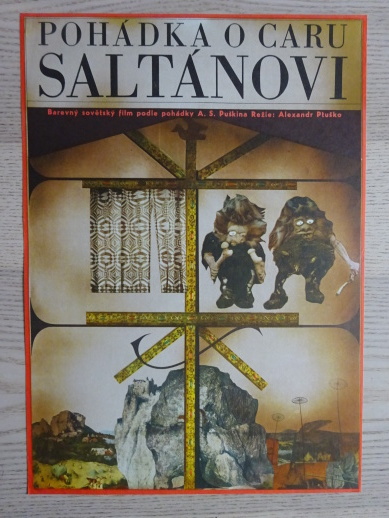 POHÁDKA O CARU
SALTÁNOVI
Barevný sovětský film podle pohádky A. S. Puškina Režie: Alexandr Ptuško